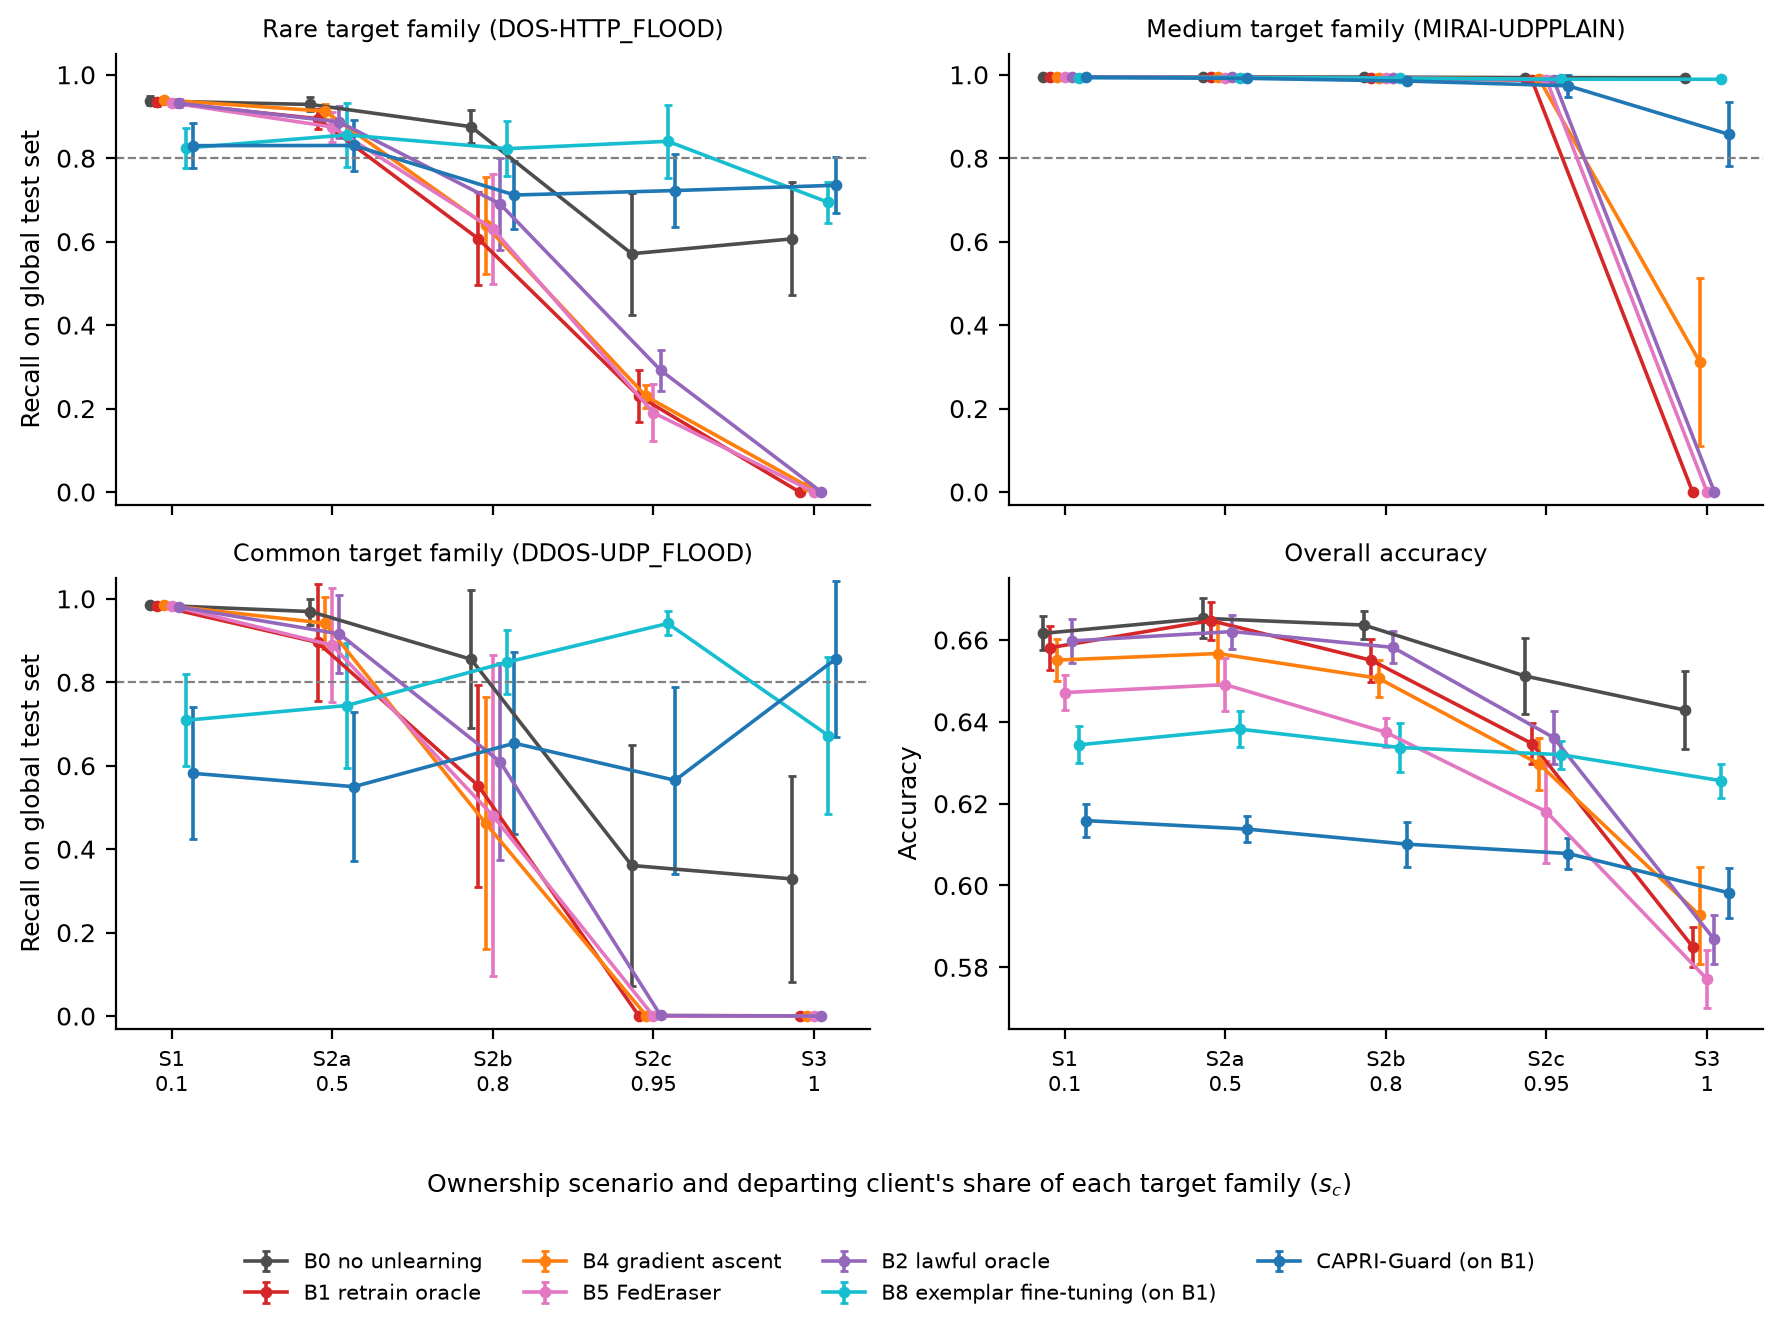 Rare target family (DOS-HTTP_FLOOD)
Medium target family (MIRAI-UDPPLAIN)
Recall on global test set
1.0
0.8
0.6
0.4
0.2
0.0
1.0
0.8
0.6
0.4
0.2
0.0
Common target family (DDOS-UDP_FLOOD)
Overall accuracy
Recall on global test set
1.0
0.8
0.6
0.4
0.2
0.0
Accuracy
0.66
0.64
0.62
0.60
0.58
S1 S2a S2b S2c S3
0.1 0.5 0.8 0.95 1
S1 S2a S2b S2c S3
0.1 0.5 0.8 0.95 1
Ownership scenario and departing client's share of each target family (s_c)
B0 no unlearning
B1 retrain oracle
B4 gradient ascent
B5 FedEraser
B2 lawful oracle
B8 exemplar fine-tuning (on B1)
CAPRI-Guard (on B1)